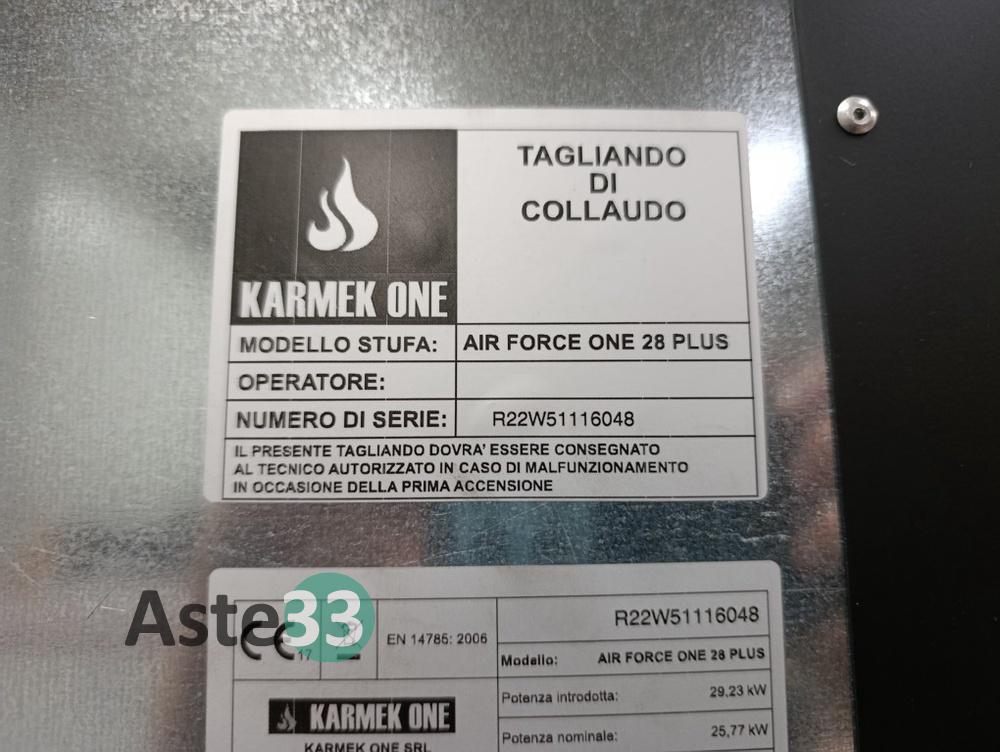 TAGLIANDO
DI
COLLAUDO
KARMEK ONE
MODELLO STUFA: AIR FORCE ONE 28 PLUS
OPERATORE:
NUMERO DI SERIE: R22W51116048
IL PRESENTE TAGLIANDO DOVRA' ESSERE CONSEGNATO
AL TECNICO AUTORIZZATO IN CASO DI MALFUNZIONAMENTO
IN OCCASIONE DELLA PRIMA ACCENSIONE
Aste33
CE 17
EN 14785: 2006
R22W51116048
Modello: AIR FORCE ONE 28 PLUS
Potenza introdotta: 29,23 kW
KARMEK ONE
Potenza nominale: 25,77 kW
KARMEK ONE SRL